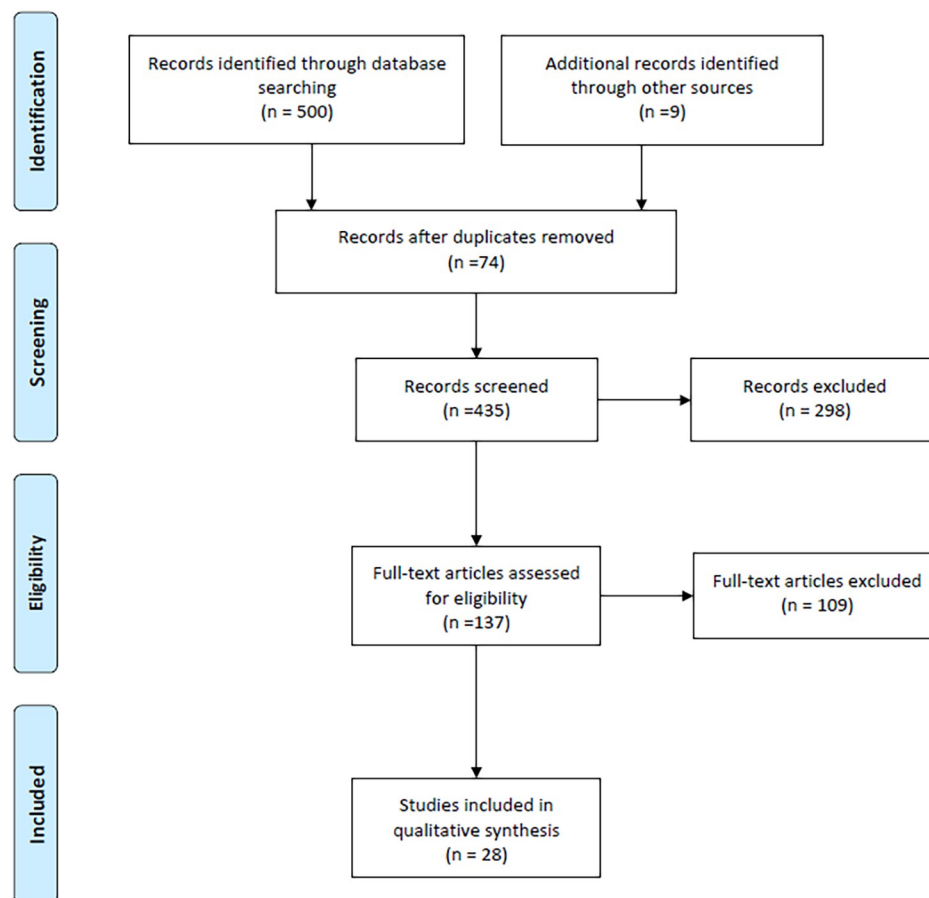 Identification
Records identified through database
searching
(n = 500)
Additional records identified
through other sources
(n =9)
Screening
Records after duplicates removed
(n =74)
Records screened
(n =435)
Records excluded
(n = 298)
Eligibility
Full-text articles assessed
for eligibility
(n =137)
Full-text articles excluded
(n = 109)
Included
Studies included in
qualitative synthesis
(n = 28)